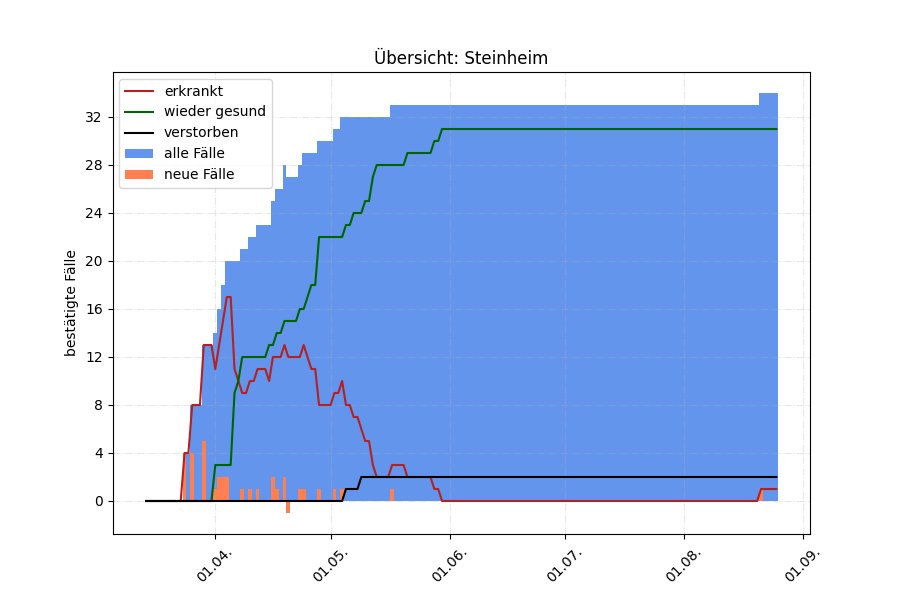 Übersicht: Steinheim
erkrankt
wieder gesund
verstorben
alle Fälle
neue Fälle
bestätigte Fälle
32
28
24
20
16
12
8
4
0
01.04.
01.05.
01.06.
01.07.
01.08.
01.09.